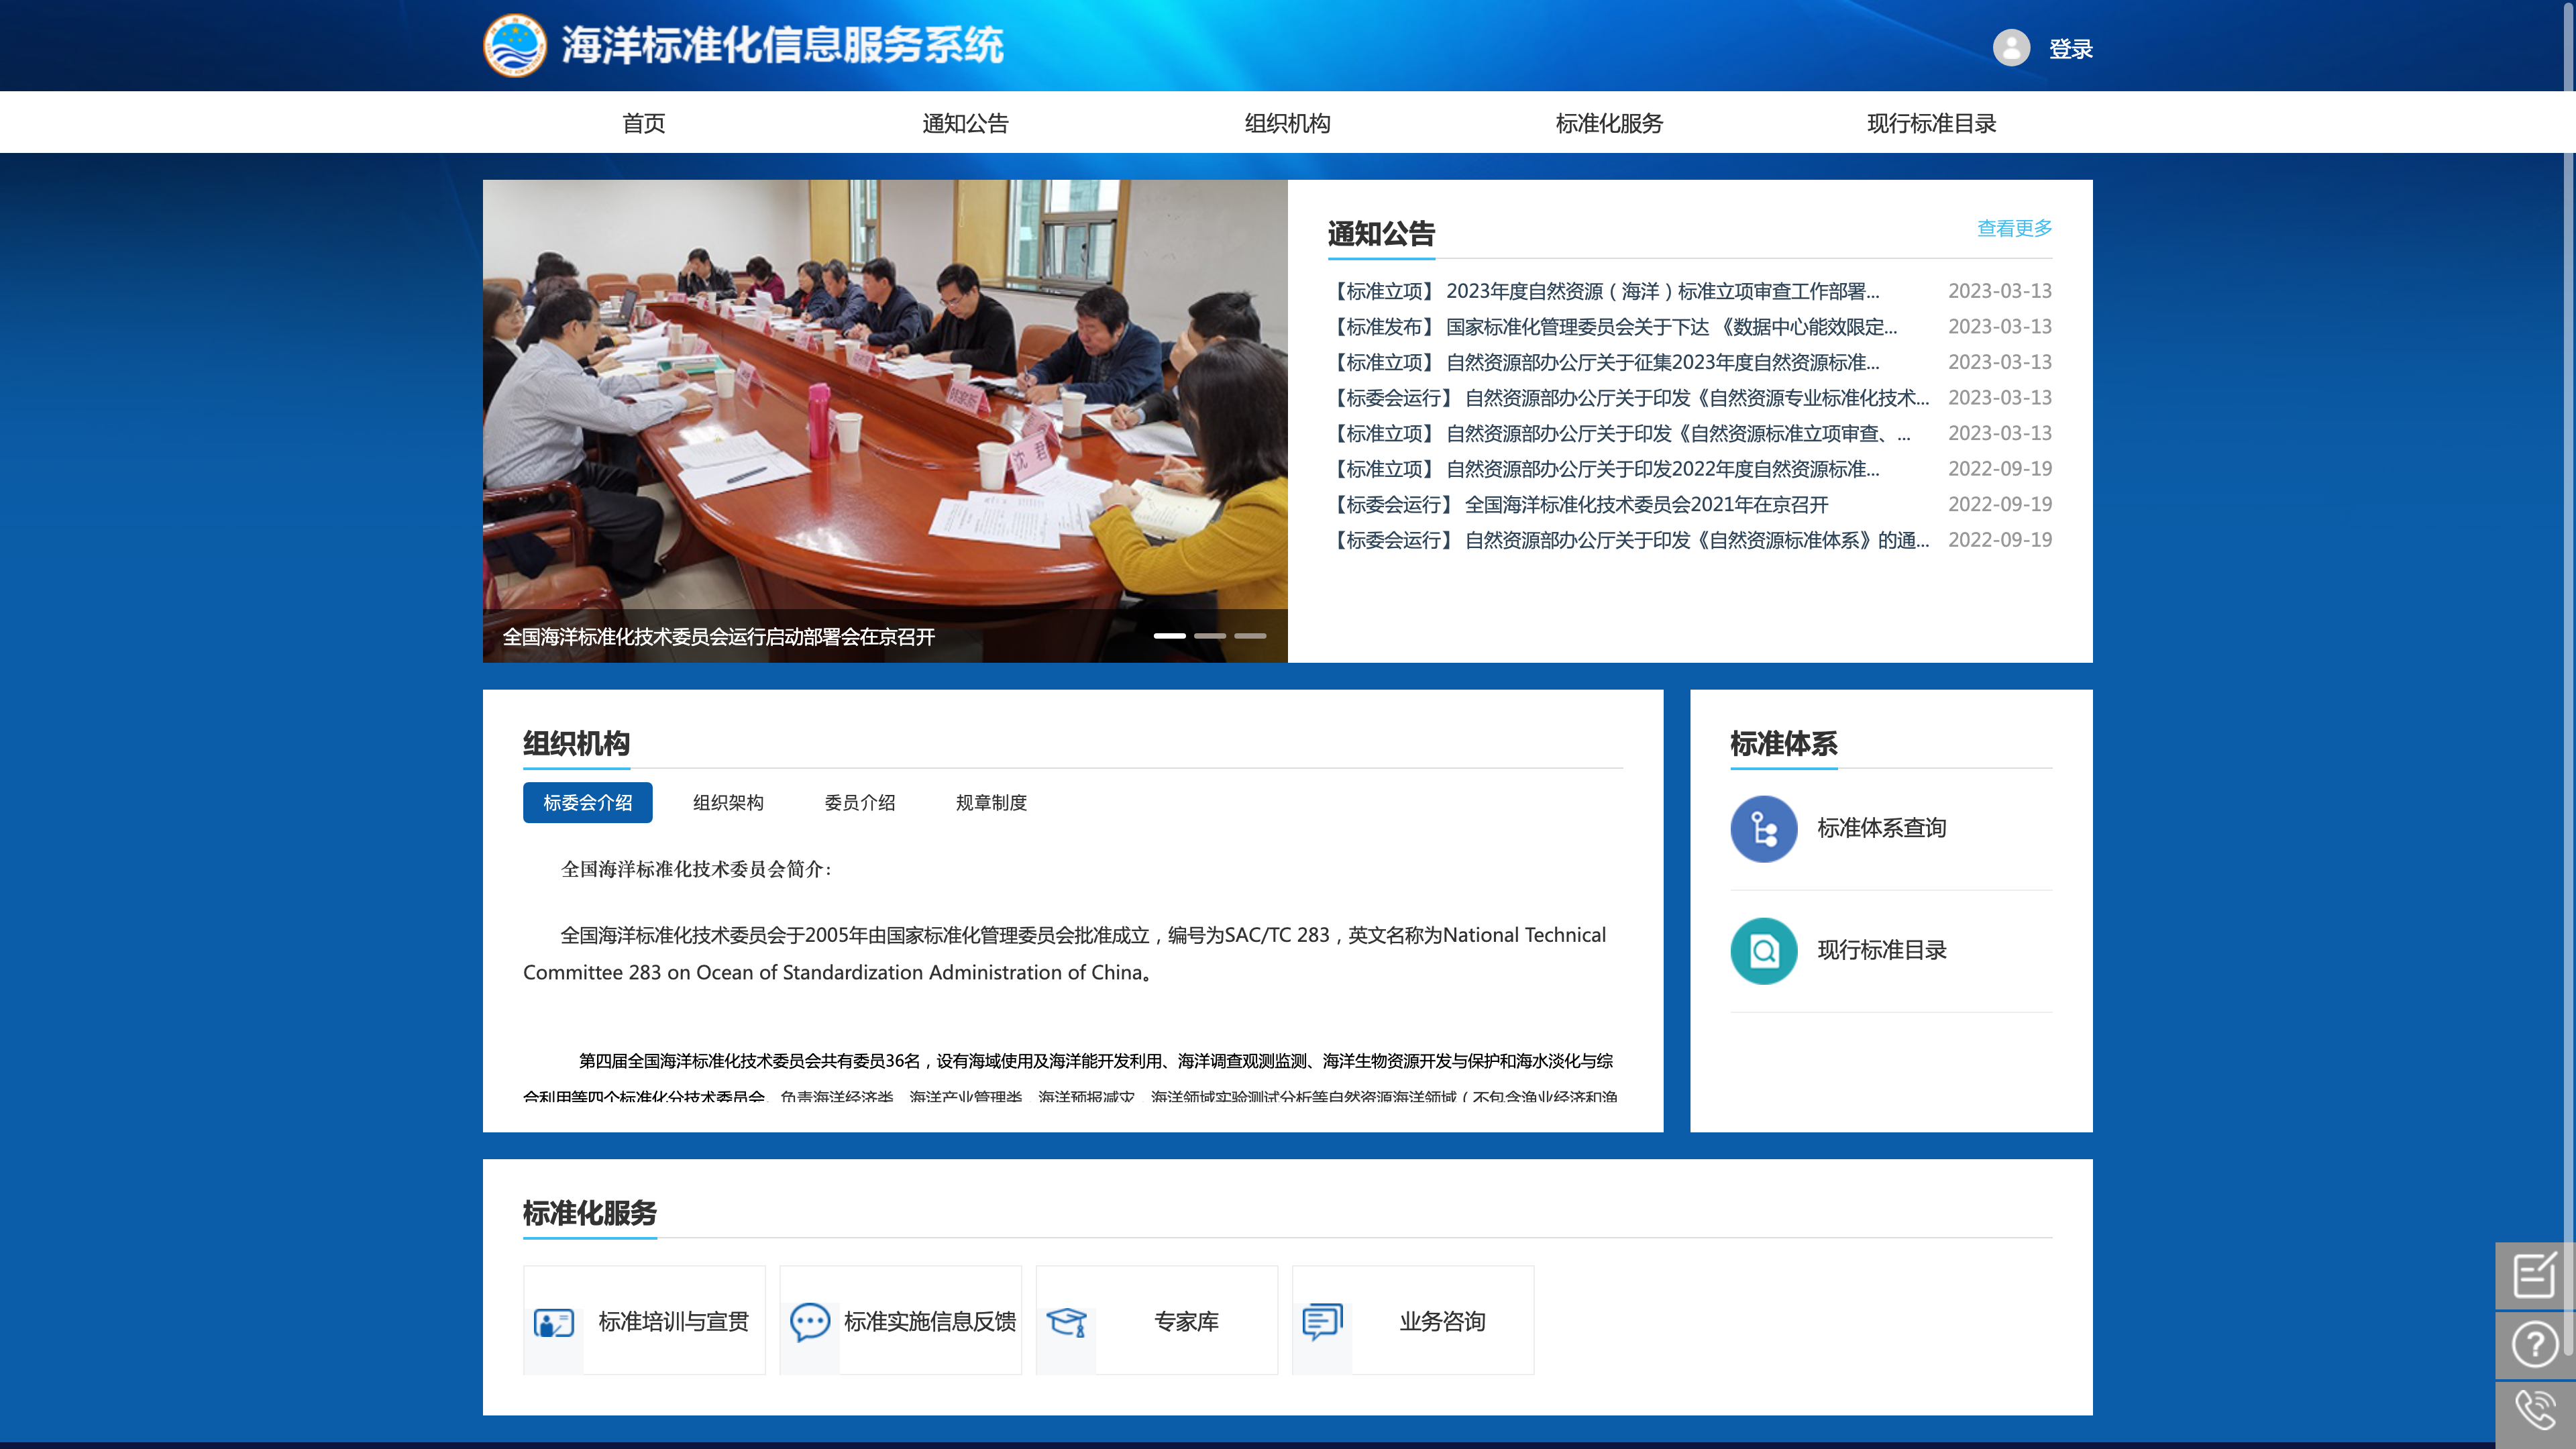 海洋标准化信息服务系统
登录
首页
通知公告
组织机构
标准化服务
现行标准目录
沈君
全国海洋标准化技术委员会运行启动部署会在京召开
通知公告
查看更多
【标准立项】 2023年度自然资源（海洋）标准立项审查工作部署... 2023-03-13
【标准发布】 国家标准化管理委员会关于下达 《数据中心能效限定... 2023-03-13
【标准立项】 自然资源部办公厅关于征集2023年度自然资源标准... 2023-03-13
【标委会运行】 自然资源部办公厅关于印发《自然资源专业标准化技术... 2023-03-13
【标准立项】 自然资源部办公厅关于印发《自然资源标准立项审查、... 2023-03-13
【标准立项】 自然资源部办公厅关于印发2022年度自然资源标准... 2022-09-19
【标委会运行】 全国海洋标准化技术委员会2021年在京召开 2022-09-19
【标委会运行】 自然资源部办公厅关于印发《自然资源标准体系》的通... 2022-09-19
组织机构
标委会介绍
组织架构
委员介绍
规章制度
全国海洋标准化技术委员会简介：
全国海洋标准化技术委员会于2005年由国家标准化管理委员会批准成立，编号为SAC/TC 283，英文名称为National Technical
Committee 283 on Ocean of Standardization Administration of China。
第四届全国海洋标准化技术委员会共有委员36名，设有海域使用及海洋能开发利用、海洋调查观测监测、海洋生物资源开发与保护和海水淡化与综
合利用等四个标准化分技术委员会，负责海洋经济类、海洋产业管理类、海洋预报减灾、海洋领域实验测试分析等自然资源海洋领域（不包含渔业经济和渔
标准体系
标准体系查询
现行标准目录
标准化服务
标准培训与宣贯
标准实施信息反馈
专家库
业务咨询